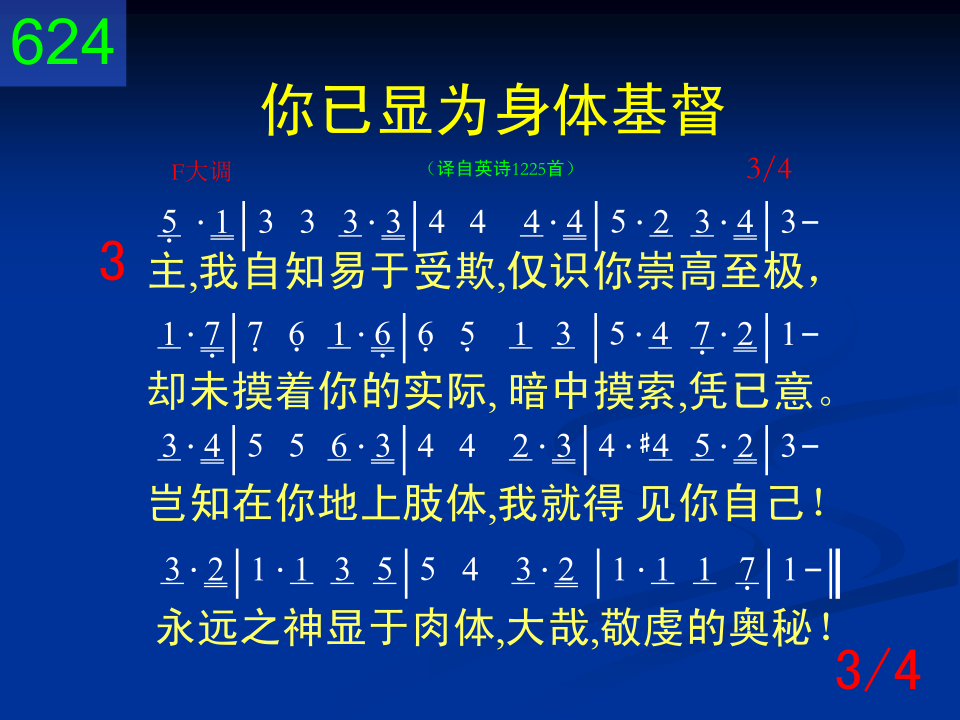 624
你已显为身体基督
F大调 （译自英诗1225首） 3/4
5̣ · 1 | 3 3 3 · 3 | 4 4 4 · 4 | 5 · 2 3 · 4 | 3 −
3 主,我自知易于受欺,仅识你崇高至极，
1 · 7̣ | 7̣ 6̣ 1 · 6̣ | 6̣ 5̣ 1 3 | 5 · 4 7̣ · 2 | 1 −
却未摸着你的实际, 暗中摸索,凭已意。
3 · 4 | 5 5 6 · 3 | 4 4 2 · 3 | 4 · #4 5 · 2 | 3 −
岂知在你地上肢体,我就得 见你自己！
3 · 2 | 1 · 1 3 5 | 5 4 3 · 2 | 1 · 1 1 7̣ | 1 − ‖
永远之神显于肉体,大哉,敬虔的奥秘！
3/4